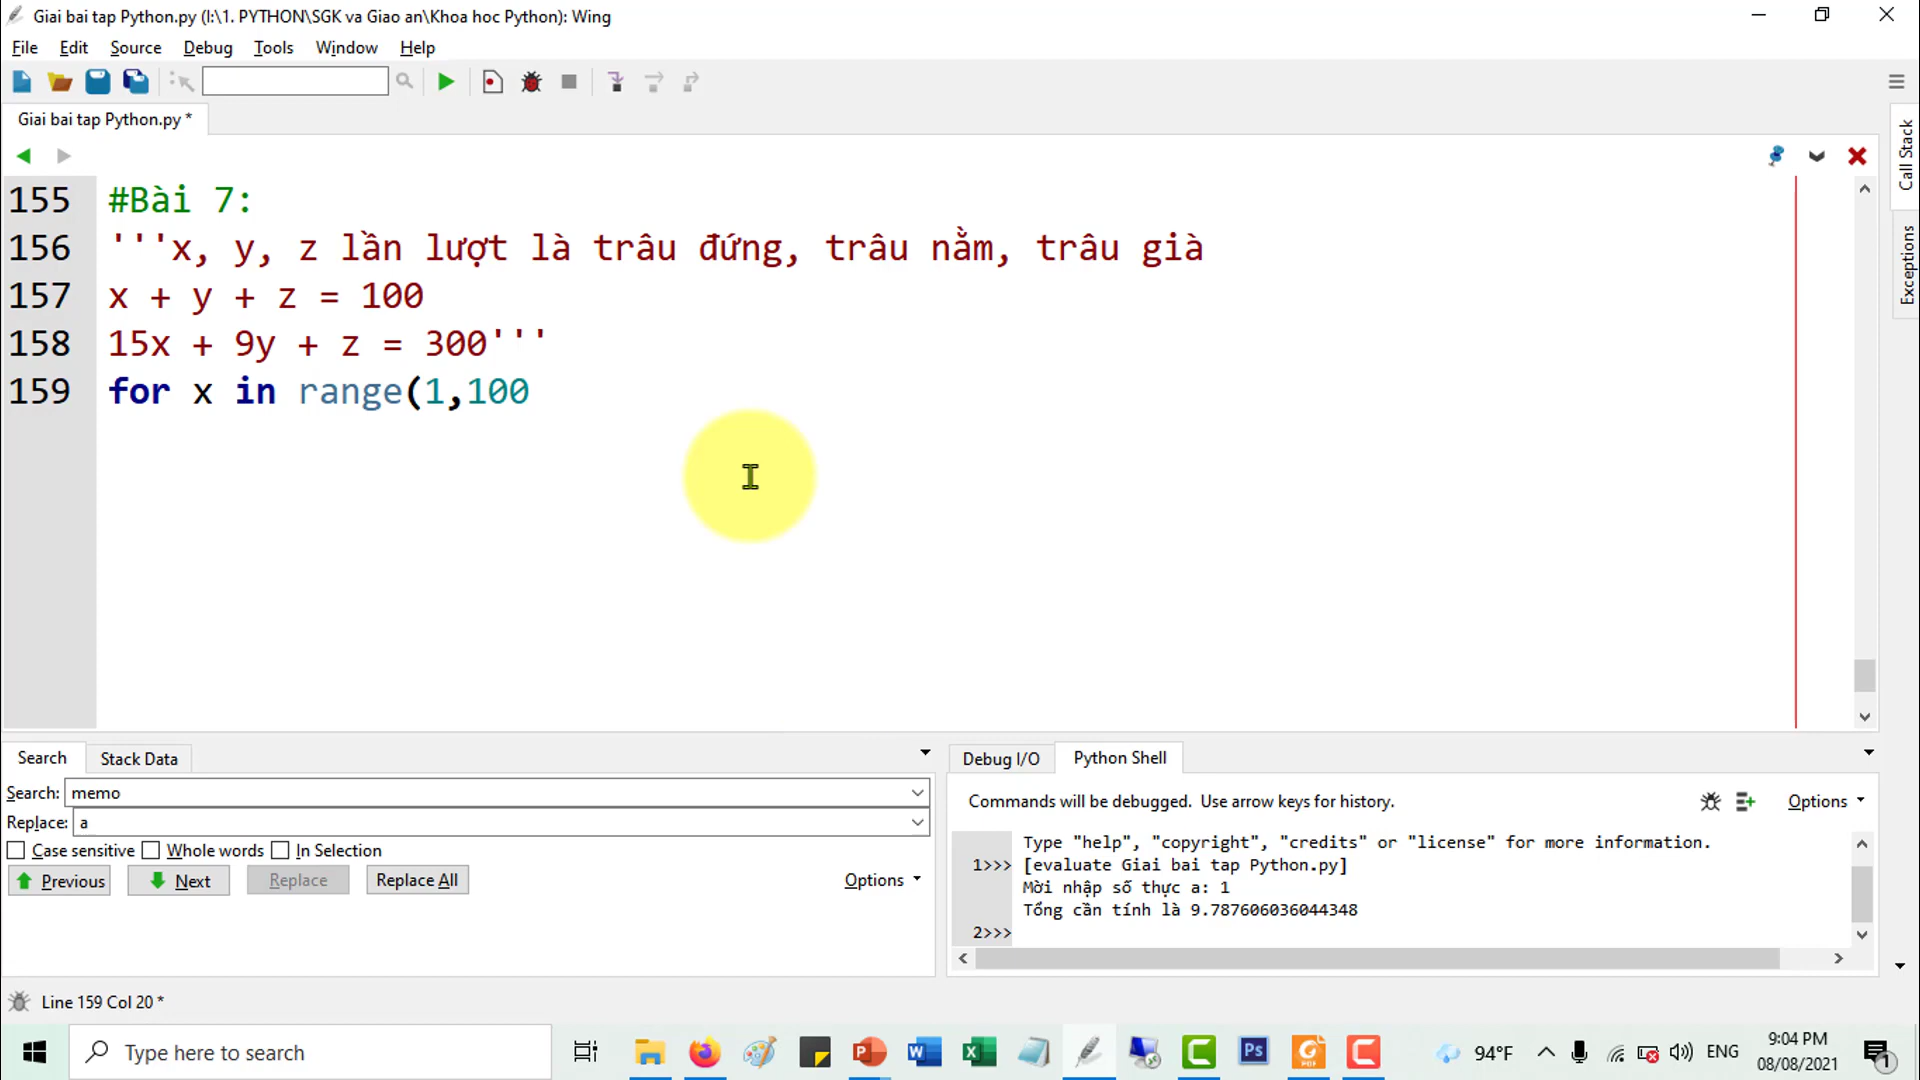 Giai bai tap Python.py (I:\1. PYTHON\SGK va Giao an\Khoa hoc Python): Wing
File Edit Source Debug Tools Window Help
Giai bai tap Python.py *
155 #Bài 7:
156 '''x, y, z lần lượt là trâu đứng, trâu nằm, trâu già
157 x + y + z = 100
158 15x + 9y + z = 300'''
159 for x in range(1,100
Call Stack
Exceptions
Search Stack Data
Search: memo
Replace: a
Case sensitive Whole words In Selection
Previous Next Replace Replace All Options
Debug I/O Python Shell
Commands will be debugged. Use arrow keys for history. Options
Type "help", "copyright", "credits" or "license" for more information.
1>>> [evaluate Giai bai tap Python.py]
Mời nhập số thực a: 1
Tổng cần tính là 9.787606036044348
2>>>
Line 159 Col 20 *
Type here to search
94°F ENG
9:04 PM
08/08/2021
1
Ps
PDF